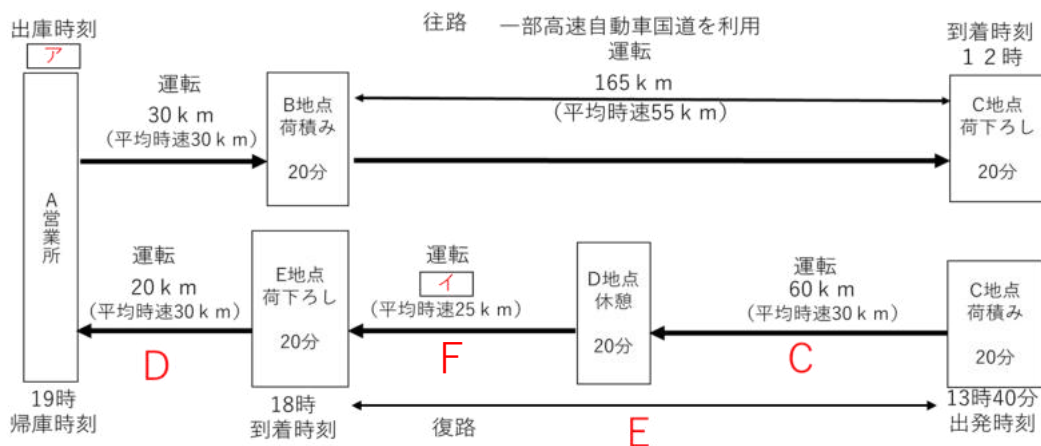 出庫時刻
ア
往路 一部高速自動車国道を利用
到着時刻
12時
運転
30km
(平均時速30km)
B地点
荷積み
20分
運転
165km
(平均時速55km)
C地点
荷下ろし
20分
A営業所
運転
20km
(平均時速30km)
D
E地点
荷下ろし
20分
運転
イ
(平均時速25km)
F
D地点
休憩
20分
運転
60km
(平均時速30km)
C
C地点
荷積み
20分
19時
帰庫時刻
18時
到着時刻
復路
E
13時40分
出発時刻